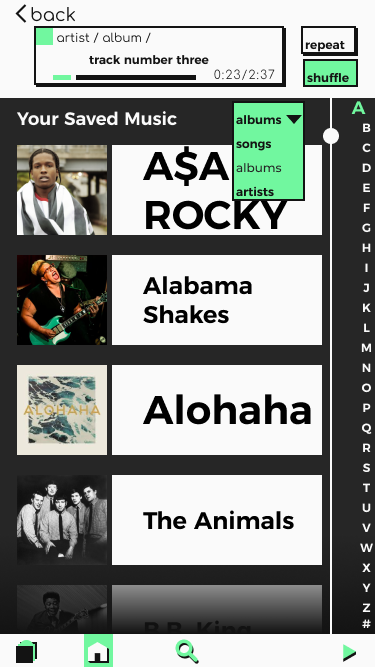 back
artist / album /
track number three
0:23/2:37
repeat
shuffle
Your Saved Music
albums
songs
albums
artists
A$A
ROCKY
Alabama
Shakes
ALOHAHA
Alohaha
The Animals
B.B. King
A
B
C
D
E
F
G
H
I
J
K
L
M
N
O
P
Q
R
S
T
U
V
W
X
Y
Z
#